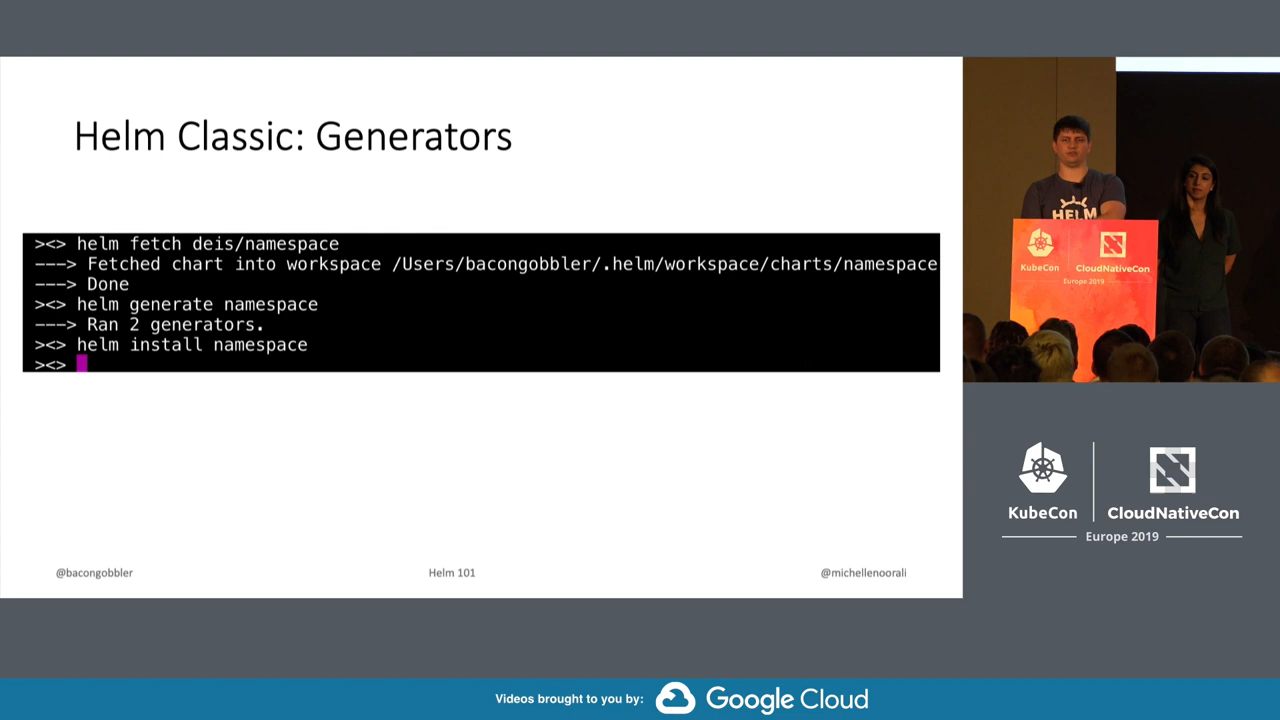 Helm Classic: Generators
><> helm fetch deis/namespace
---> Fetched chart into workspace /Users/bacongobbler/.helm/workspace/charts/namespace
---> Done
><> helm generate namespace
---> Ran 2 generators.
><> helm install namespace
><>
@bacongobbler
Helm 101
@michellenoorali
HELM
KubeCon
CloudNativeCon
Europe 2019
KubeCon
CloudNativeCon
Europe 2019
Videos brought to you by:
Google Cloud